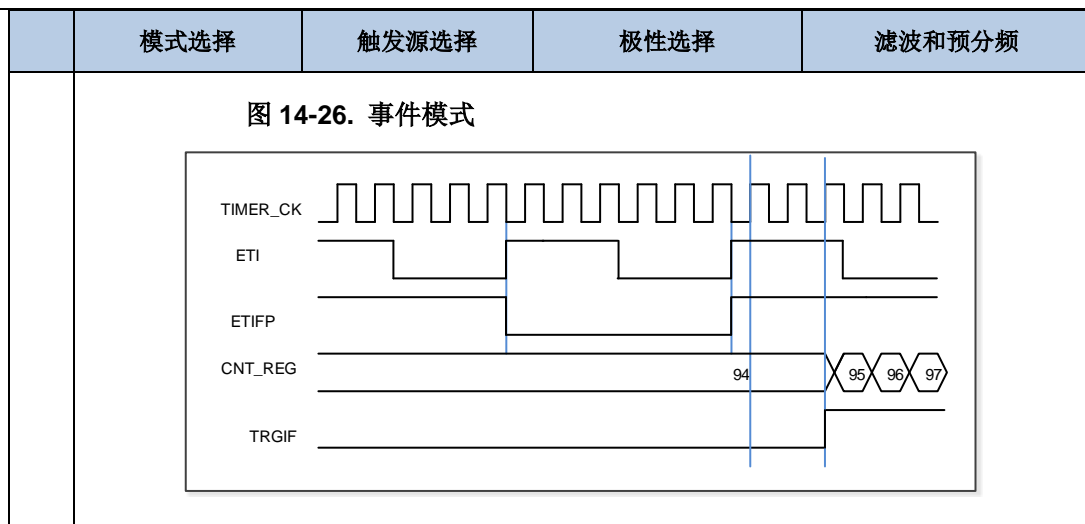 模式选择 触发源选择 极性选择 滤波和预分频
图 14-26. 事件模式
TIMER_CK
ETI
ETIFP
CNT_REG 94 95 96 97
TRGIF